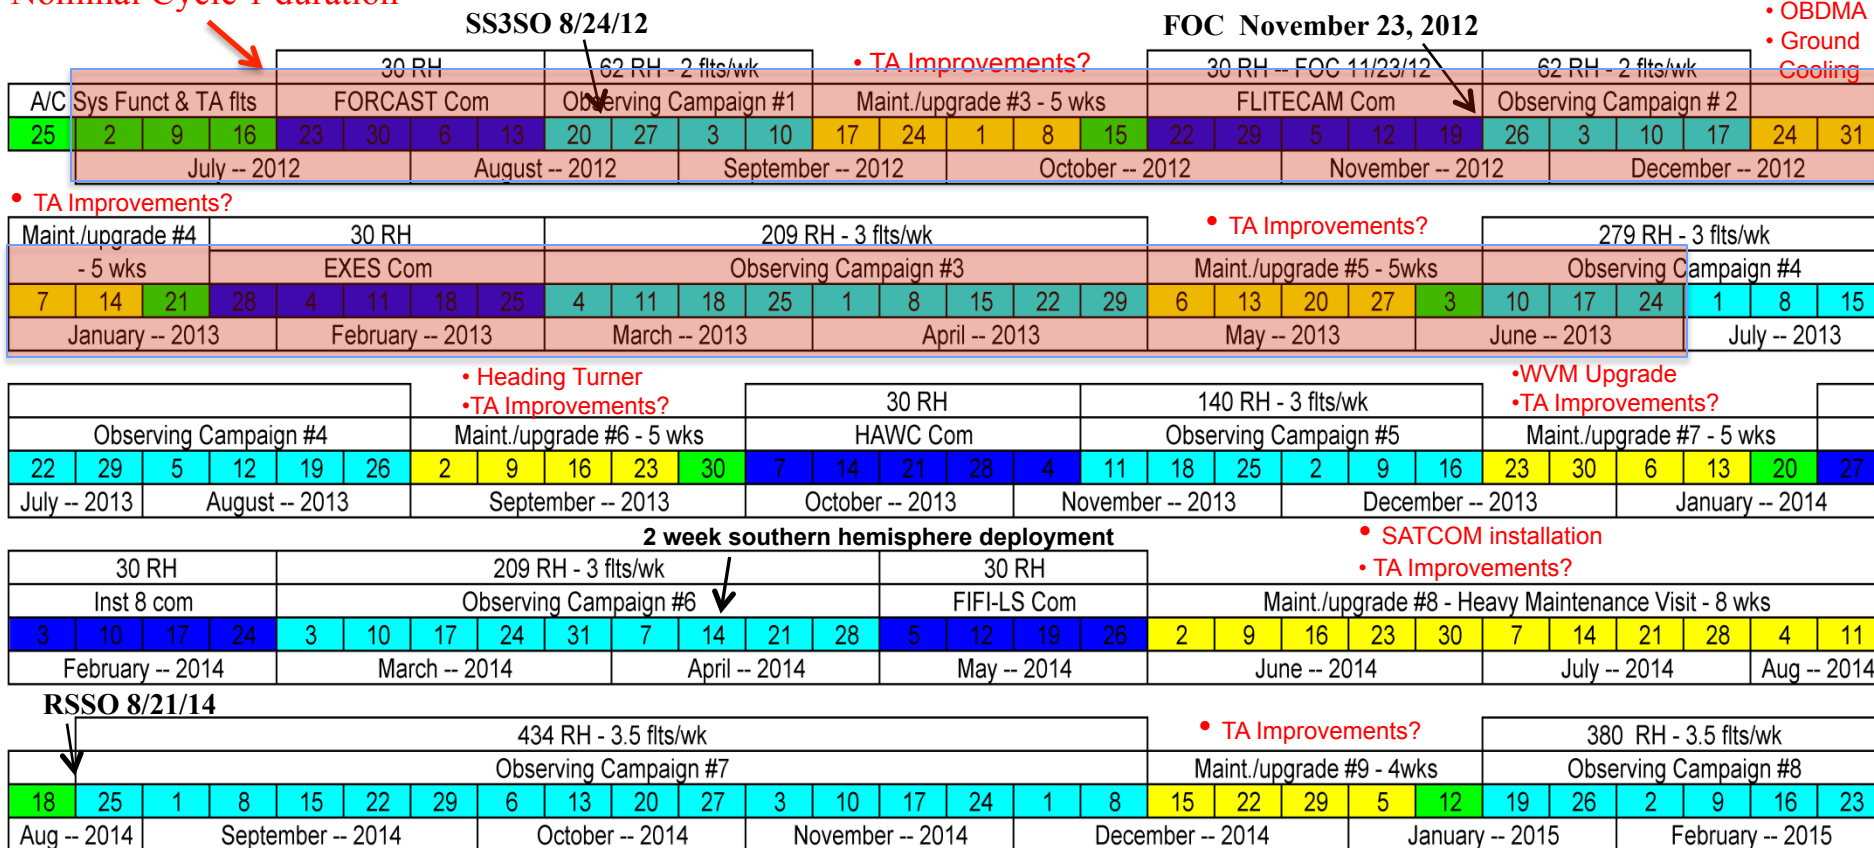 Nominal Cycle 1 duration
SS3SO 8/24/12
FOC November 23, 2012
• OBDMA
• Ground
Cooling
30 RH
62 RH - 2 flts/wk
• TA Improvements?
30 RH -- FOC 11/23/12
62 RH - 2 flts/wk
A/C Sys Funct & TA flts FORCAST Com Observing Campaign #1 Maint./upgrade #3 - 5 wks FLITECAM Com Observing Campaign # 2
25 2 9 16 23 30 6 13 20 27 3 10 17 24 1 8 15 22 29 5 12 19 26 3 10 17 24 31
July -- 2012 August -- 2012 September -- 2012 October -- 2012 November -- 2012 December -- 2012
• TA Improvements?
• TA Improvements?
Maint./upgrade #4 30 RH 209 RH - 3 flts/wk 279 RH - 3 flts/wk
- 5 wks EXES Com Observing Campaign #3 Maint./upgrade #5 - 5wks Observing Campaign #4
7 14 21 28 4 11 18 25 4 11 18 25 1 8 15 22 29 6 13 20 27 3 10 17 24 1 8 15
January -- 2013 February -- 2013 March -- 2013 April -- 2013 May -- 2013 June -- 2013 July -- 2013
• Heading Turner
•TA Improvements?
•WVM Upgrade
•TA Improvements?
30 RH 140 RH - 3 flts/wk
Observing Campaign #4 Maint./upgrade #6 - 5 wks HAWC Com Observing Campaign #5 Maint./upgrade #7 - 5 wks
22 29 5 12 19 26 2 9 16 23 30 7 14 21 28 4 11 18 25 2 9 16 23 30 6 13 20 27
July -- 2013 August -- 2013 September -- 2013 October -- 2013 November -- 2013 December -- 2013 January -- 2014
2 week southern hemisphere deployment
• SATCOM installation
• TA Improvements?
30 RH 209 RH - 3 flts/wk 30 RH
Inst 8 com Observing Campaign #6 FIFI-LS Com Maint./upgrade #8 - Heavy Maintenance Visit - 8 wks
3 10 17 24 3 10 17 24 31 7 14 21 28 5 12 19 26 2 9 16 23 30 7 14 21 28 4 11
February -- 2014 March -- 2014 April -- 2014 May -- 2014 June -- 2014 July -- 2014 Aug -- 2014
RSSO 8/21/14
• TA Improvements?
434 RH - 3.5 flts/wk 380 RH - 3.5 flts/wk
Observing Campaign #7 Maint./upgrade #9 - 4wks Observing Campaign #8
18 25 1 8 15 22 29 6 13 20 27 3 10 17 24 1 8 15 22 29 5 12 19 26 2 9 16 23
Aug -- 2014 September -- 2014 October -- 2014 November -- 2014 December -- 2014 January -- 2015 February -- 2015